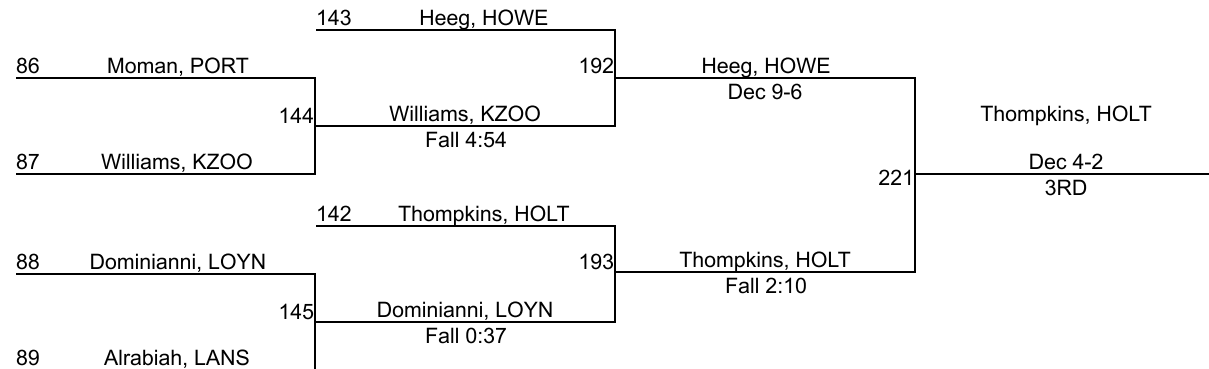 143 Heeg, HOWE
86 Moman, PORT
192 Heeg, HOWE
Dec 9-6
144 Williams, KZOO
Fall 4:54
Thompkins, HOLT
87 Williams, KZOO
Dec 4-2
221
3RD
142 Thompkins, HOLT
88 Dominianni, LOYN
193 Thompkins, HOLT
Fall 2:10
145 Dominianni, LOYN
Fall 0:37
89 Alrabiah, LANS